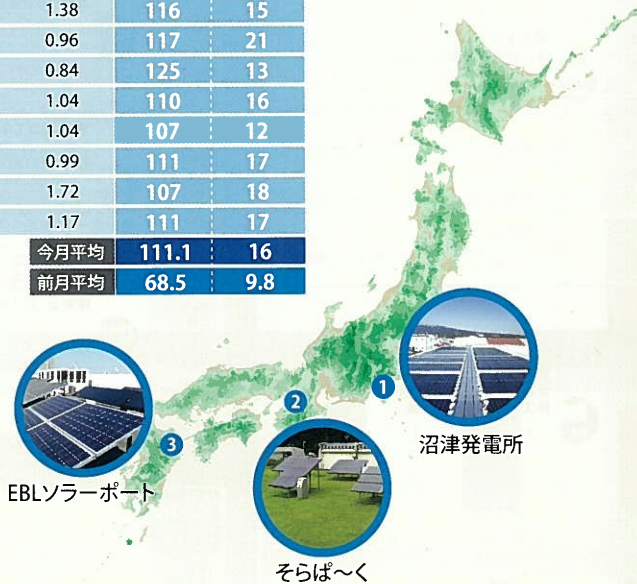 1.38 116 15
0.96 117 21
0.84 125 13
1.04 110 16
1.04 107 12
0.99 111 17
1.72 107 18
1.17 111 17
今月平均 111.1 16
前月平均 68.5 9.8
1
沼津発電所
2
そらぱ〜く
3
EBLソラーポート